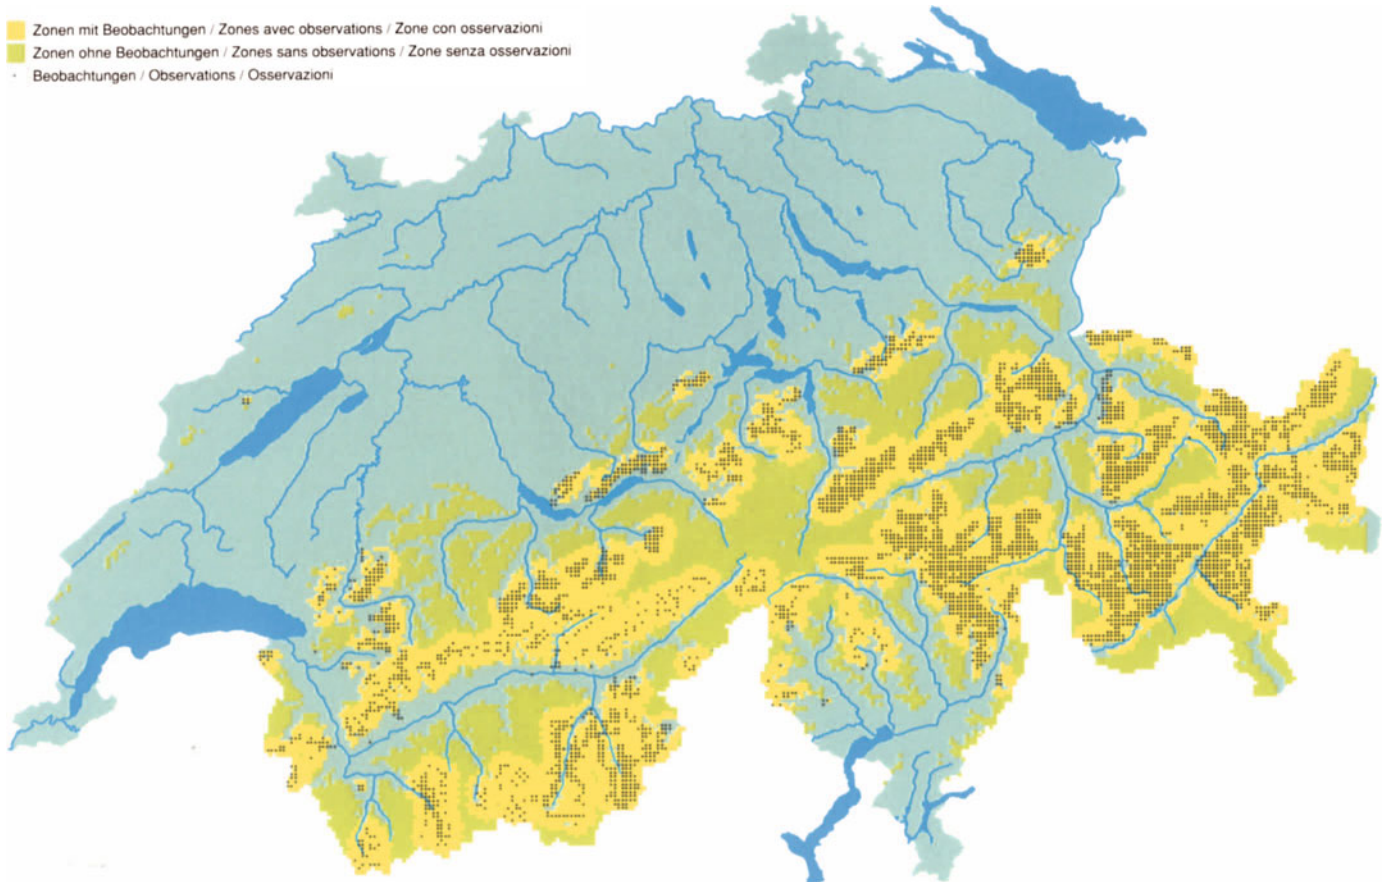 Zonen mit Beobachtungen / Zones avec observations / Zone con osservazioni
Zonen ohne Beobachtungen / Zones sans observations / Zone senza osservazioni
Beobachtungen / Observations / Osservazioni